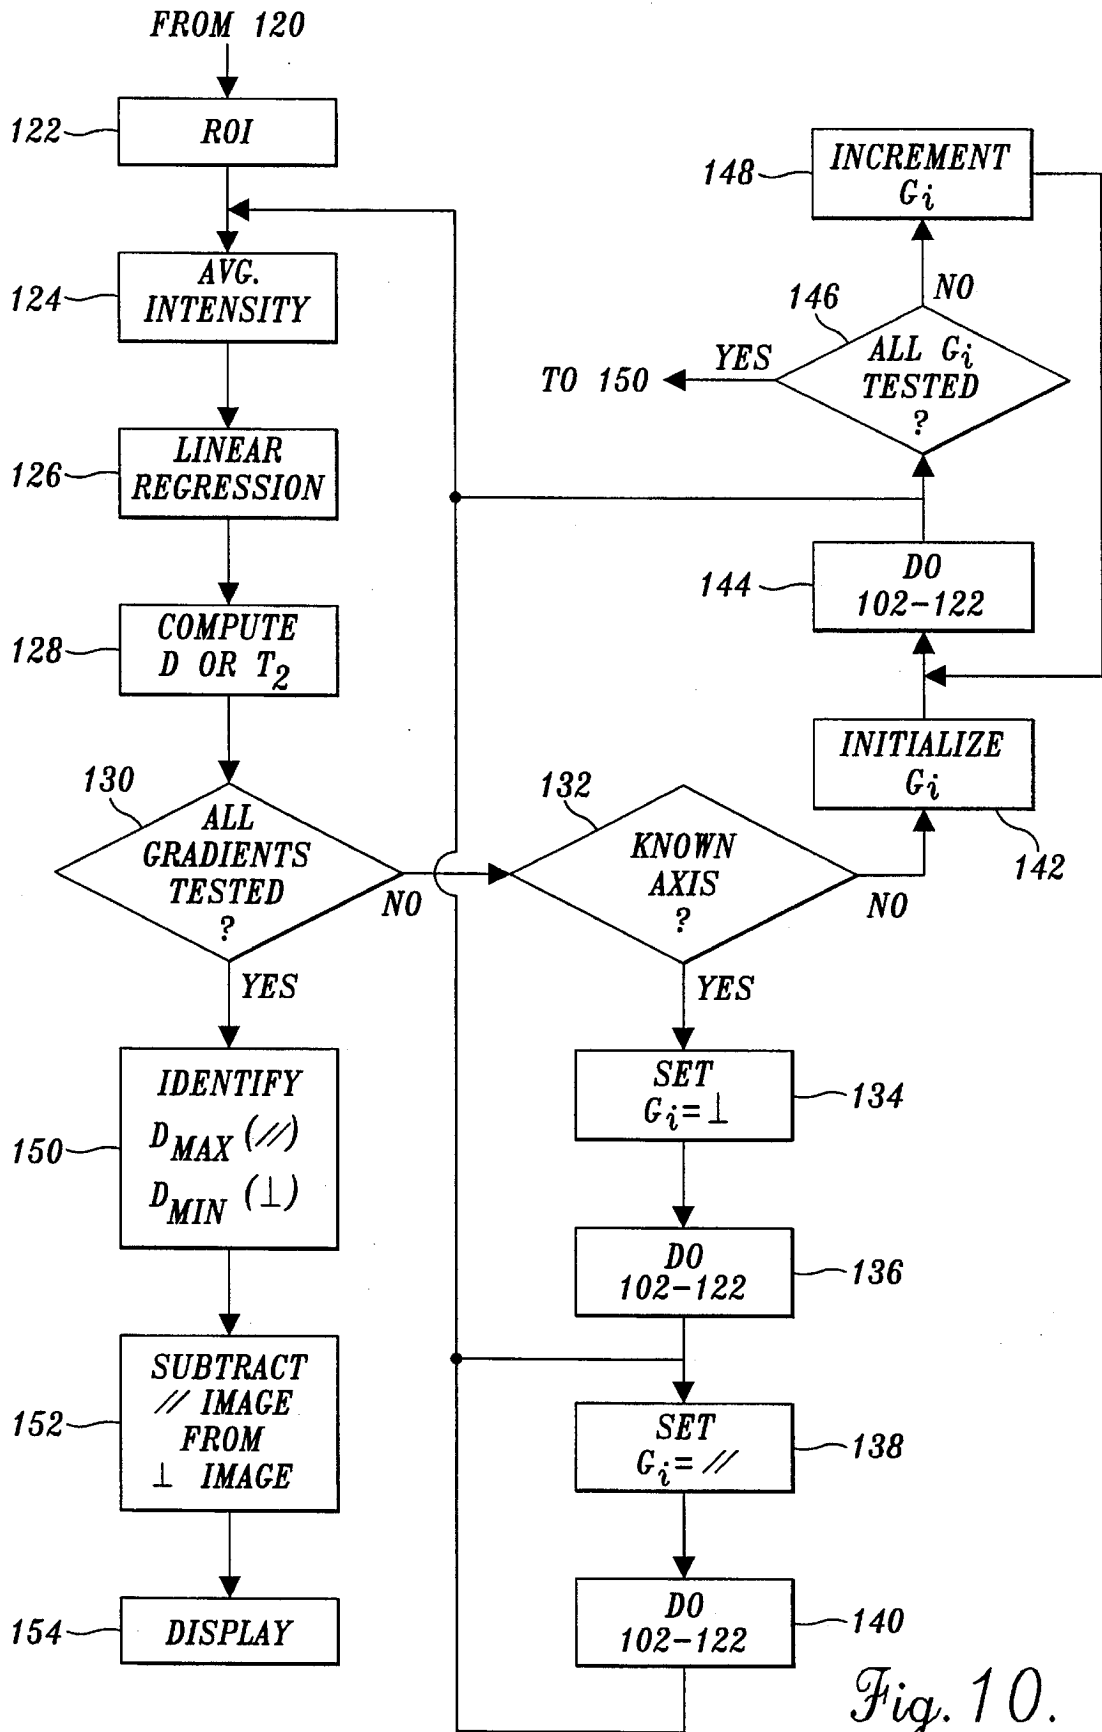 FROM 120
122
ROI
124
AVG.
INTENSITY
126
LINEAR
REGRESSION
128
COMPUTE
D OR T2
130
ALL
GRADIENTS
TESTED
?
NO
YES
150
IDENTIFY
DMAX (//)
DMIN (⊥)
152
SUBTRACT
// IMAGE
FROM
⊥ IMAGE
154
DISPLAY
132
KNOWN
AXIS
?
NO
YES
SET
Gi=⊥
134
DO
102-122
136
SET
Gi=//
138
DO
102-122
140
148
INCREMENT
Gi
NO
146
ALL Gi
TESTED
?
YES
TO 150
144
DO
102-122
INITIALIZE
Gi
142
Fig. 10.